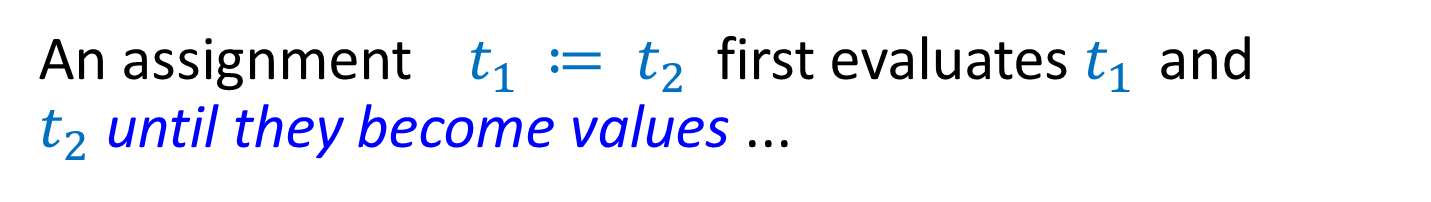 An assignment t₁ ≔ t₂ first evaluates t₁ and
t₂ until they become values ...